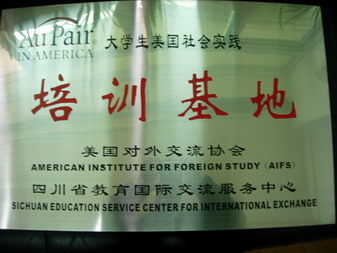 Au Pair
IN AMERICA
大学生美国社会实践
培训基地
美国对外交流协会
AMERICAN INSTITUTE FOR FOREIGN STUDY (AIFS)
四川省教育国际交流服务中心
SICHUAN EDUCATION SERVICE CENTER FOR INTERNATIONAL EXCHANGE